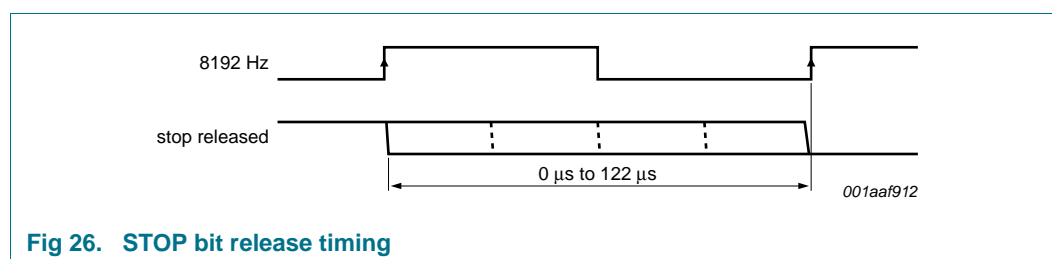 8192 Hz
stop released
0 μs to 122 μs
001aaf912
Fig 26. STOP bit release timing